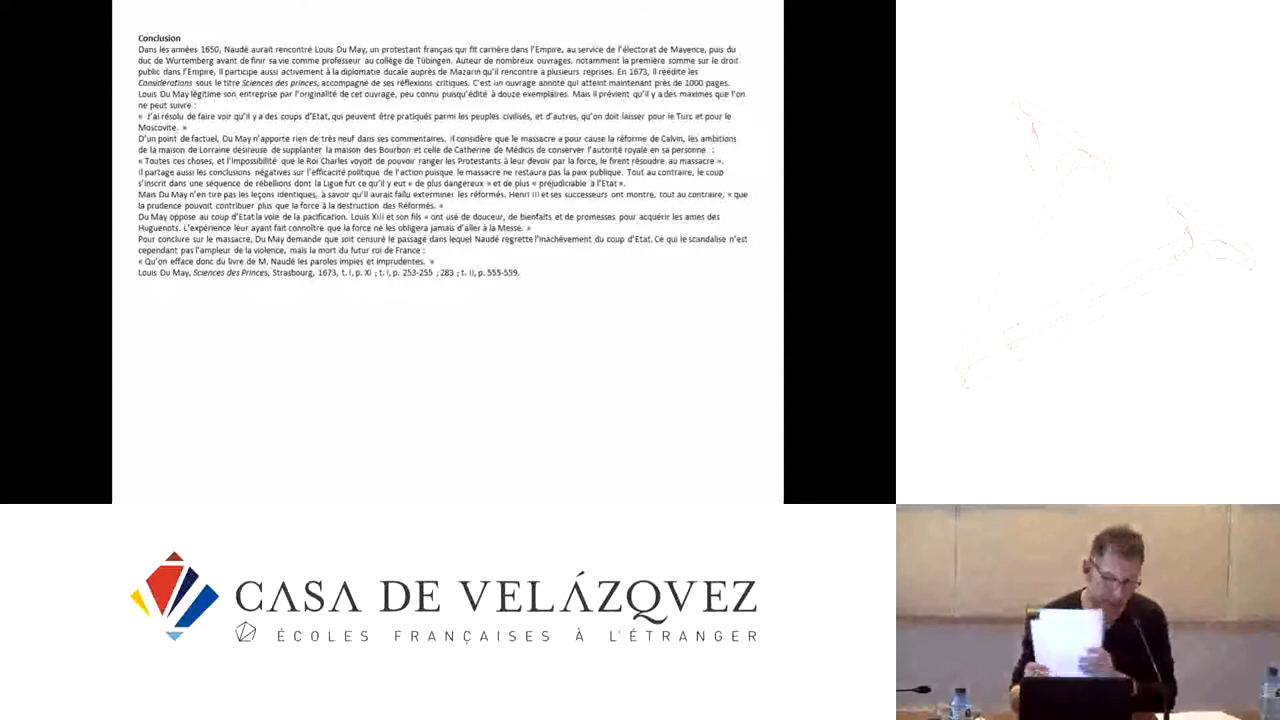 Conclusion
Dans les années 1650, Naudé aurait rencontré Louis Du May, un protestant français qui fit carrière dans l'Empire, au service de l'électorat de Mayence, puis du
duc de Wurtemberg avant de finir sa vie comme professeur au collège de Tübingen. Auteur de nombreux ouvrages, notamment la première somme sur le droit
public dans l'Empire, il participe aussi activement à la diplomatie ducale auprès de Mazarin qu'il rencontre à plusieurs reprises. En 1673, il réédite les
Considérations sous le titre Sciences des princes, accompagné de ses réflexions critiques. C'est un ouvrage annoté qui atteint maintenant près de 1000 pages.
Louis Du May légitime son entreprise par l'originalité de cet ouvrage, peu connu puisqu'édité à douze exemplaires. Mais il prévient qu'il y a des maximes que l'on
ne peut suivre :
« J'ai résolu de faire voir qu'il y a des coups d'Etat, qui peuvent être pratiqués parmi les peuples civilisés, et d'autres, qu'on doit laisser pour le Turc et pour le
Moscovite. »
D'un point de factuel, Du May n'apporte rien de très neuf dans ses commentaires. Il considère que le massacre a pour cause la réforme de Calvin, les ambitions
de la maison de Lorraine désireuse de supplanter la maison des Bourbon et celle de Catherine de Médicis de conserver l'autorité royale en sa personne :
« Toutes ces choses, et l'impossibilité que le Roi Charles voyoit de pouvoir ranger les Protestants à leur devoir par la force, le firent résoudre au massacre ».
Il partage aussi les conclusions négatives sur l'efficacité politique de l'action puisque le massacre ne restaura pas la paix publique. Tout au contraire, le coup
s'inscrit dans une séquence de rébellions dont la Ligue fut ce qu'il y eut « de plus dangereux » et de plus « préjudiciable à l'Etat ».
Mais Du May n'en tire pas les leçons identiques, à savoir qu'il aurait fallu exterminer les réformés. Henri III et ses successeurs ont montré, tout au contraire, « que
la prudence pouvoit contribuer plus que la force à la destruction des Réformés. »
Du May oppose au coup d'Etat la voie de la pacification. Louis XIII et son fils « ont usé de douceur, de bienfaits et de promesses pour acquérir les ames des
Huguenots. L'expérience leur ayant fait connoître que la force ne les obligera jamais d'aller à la Messe. »
Pour conclure sur le massacre, Du May demande que soit censuré le passage dans lequel Naudé regrette l'inachèvement du coup d'Etat. Ce qui le scandalise n'est
cependant pas l'ampleur de la violence, mais la mort du futur roi de France :
« Qu'on efface donc du livre de M. Naudé les paroles impies et imprudentes. »
Louis Du May, Sciences des Princes, Strasbourg, 1673, t. I, p. XI ; t. I, p. 253-255 ; 283 ; t. II, p. 555-559.
CASA DE VELÁZQVEZ
ÉCOLES FRANÇAISES À L'ÉTRANGER